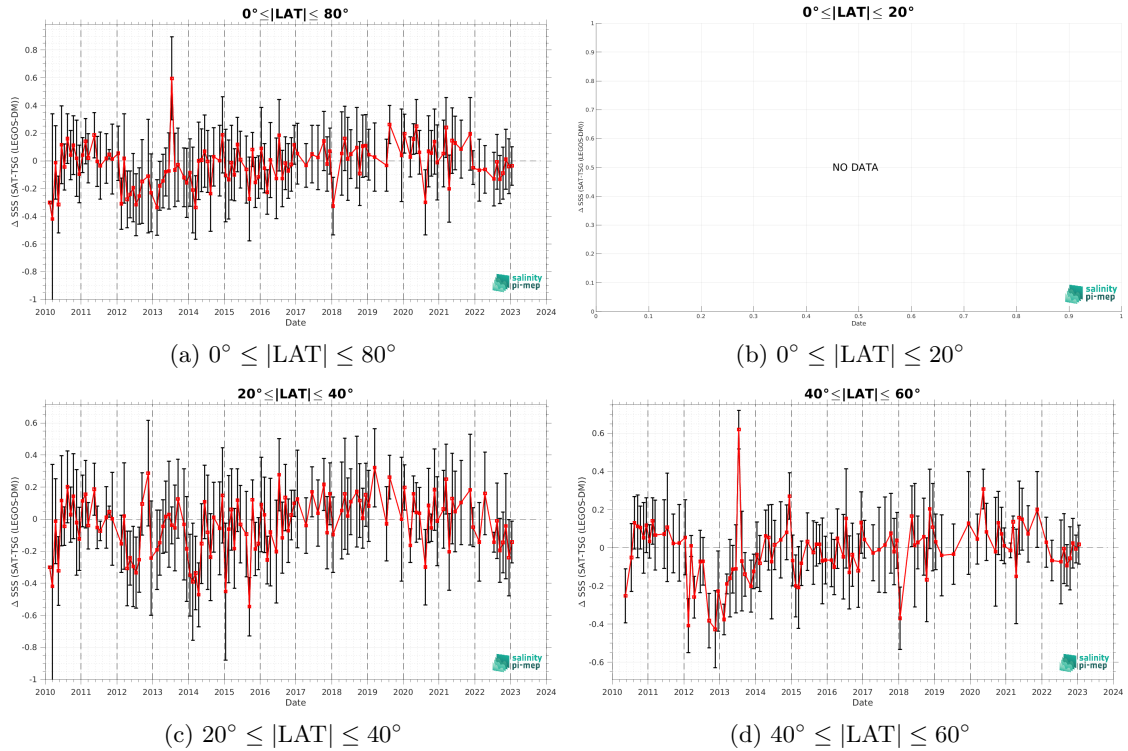 0°≤|LAT|≤ 80°
Δ SSS (SAT-TSG (LEGOS-DM))
0.8
0.6
0.4
0.2
0
-0.2
-0.4
-0.6
-0.8
-1
2010 2011 2012 2013 2014 2015 2016 2017 2018 2019 2020 2021 2022 2023 2024
Date
salinity
pi-mep
(a) 0° ≤ |LAT| ≤ 80°
0°≤|LAT|≤ 20°
Δ SSS (SAT-TSG (LEGOS-DM))
1
0.9
0.8
0.7
0.6
0.5
0.4
0.3
0.2
0.1
0
NO DATA
0 0.1 0.2 0.3 0.4 0.5 0.6 0.7 0.8 0.9 1
Date
salinity
pi-mep
(b) 0° ≤ |LAT| ≤ 20°
20°≤|LAT|≤ 40°
Δ SSS (SAT-TSG (LEGOS-DM))
0.6
0.4
0.2
0
-0.2
-0.4
-0.6
-0.8
-1
2010 2011 2012 2013 2014 2015 2016 2017 2018 2019 2020 2021 2022 2023 2024
Date
salinity
pi-mep
(c) 20° ≤ |LAT| ≤ 40°
40°≤|LAT|≤ 60°
Δ SSS (SAT-TSG (LEGOS-DM))
0.6
0.4
0.2
0
-0.2
-0.4
-0.6
2010 2011 2012 2013 2014 2015 2016 2017 2018 2019 2020 2021 2022 2023 2024
Date
salinity
pi-mep
(d) 40° ≤ |LAT| ≤ 60°